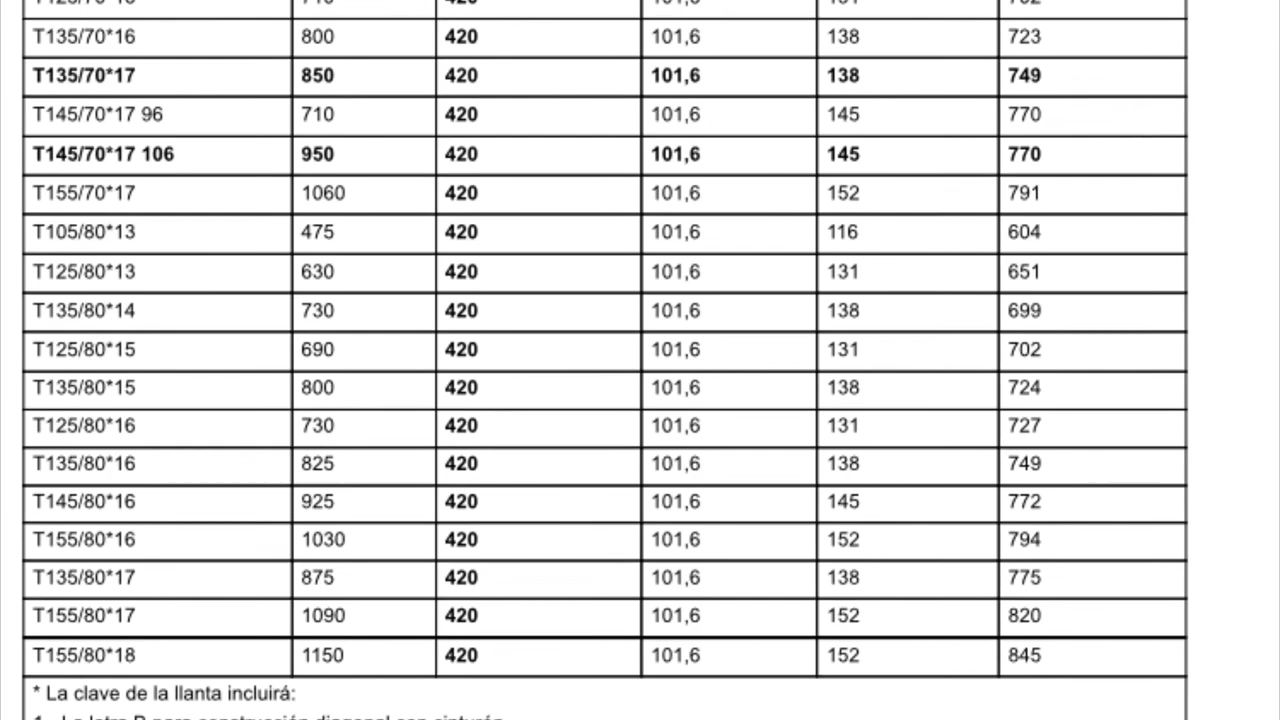 T135/70*16 800 420 101,6 138 723
T135/70*17 850 420 101,6 138 749
T145/70*17 96 710 420 101,6 145 770
T145/70*17 106 950 420 101,6 145 770
T155/70*17 1060 420 101,6 152 791
T105/80*13 475 420 101,6 116 604
T125/80*13 630 420 101,6 131 651
T135/80*14 730 420 101,6 138 699
T125/80*15 690 420 101,6 131 702
T135/80*15 800 420 101,6 138 724
T125/80*16 730 420 101,6 131 727
T135/80*16 825 420 101,6 138 749
T145/80*16 925 420 101,6 145 772
T155/80*16 1030 420 101,6 152 794
T135/80*17 875 420 101,6 138 775
T155/80*17 1090 420 101,6 152 820
T155/80*18 1150 420 101,6 152 845
* La clave de la llanta incluirá: